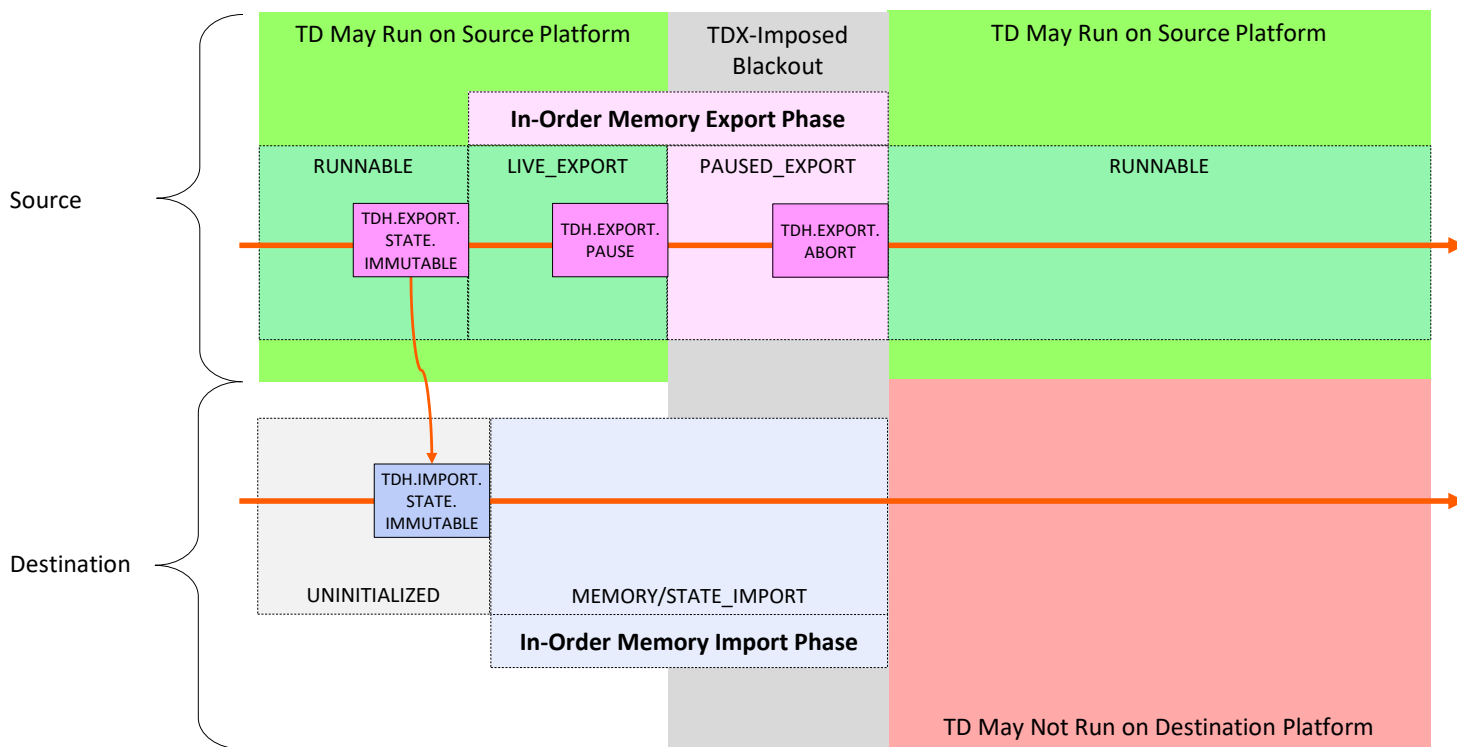 TD May Run on Source Platform
TDX-Imposed
Blackout
TD May Run on Source Platform
In-Order Memory Export Phase
RUNNABLE
LIVE_EXPORT
PAUSED_EXPORT
RUNNABLE
Source
TDH.EXPORT.
STATE.
IMMUTABLE
TDH.EXPORT.
PAUSE
TDH.EXPORT.
ABORT
TDH.IMPORT.
STATE.
IMMUTABLE
Destination
UNINITIALIZED
MEMORY/STATE_IMPORT
In-Order Memory Import Phase
TD May Not Run on Destination Platform